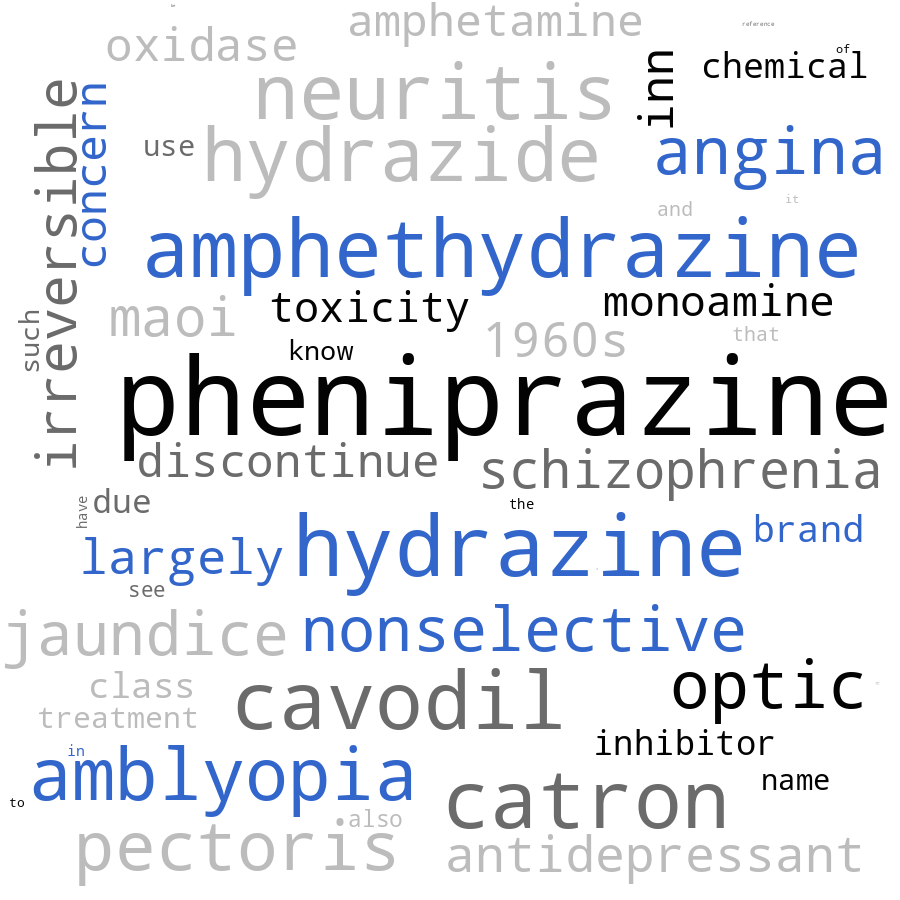 amphetamine
reference
oxidase
of
chemical
inn
neuritis
irreversible
concern
use
hydrazide
angina
it
and
amphethydrazine
toxicity
monoamine
maoi
1960s
that
such
know
pheniprazine
discontinue
schizophrenia
have
due
the
hydrazine
brand
largely
see
jaundice
nonselective
optic
class
cavodil
treatment
inhibitor
in
amblyopia
name
catron
to
also
pectoris
antidepressant